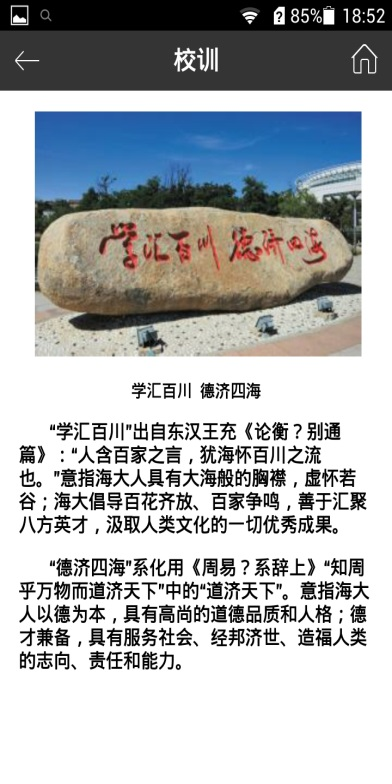 85% 18:52
校训
学汇百川 德济四海
学汇百川 德济四海
“学汇百川”出自东汉王充《论衡？别通
篇》：“人含百家之言，犹海怀百川之流
也。”意指海大人具有大海般的胸襟，虚怀若
谷；海大倡导百花齐放、百家争鸣，善于汇聚
八方英才，汲取人类文化的一切优秀成果。
“德济四海”系化用《周易？系辞上》“知周
乎万物而道济天下”中的“道济天下”。意指海大
人以德为本，具有高尚的道德品质和人格；德
才兼备，具有服务社会、经邦济世、造福人类
的志向、责任和能力。